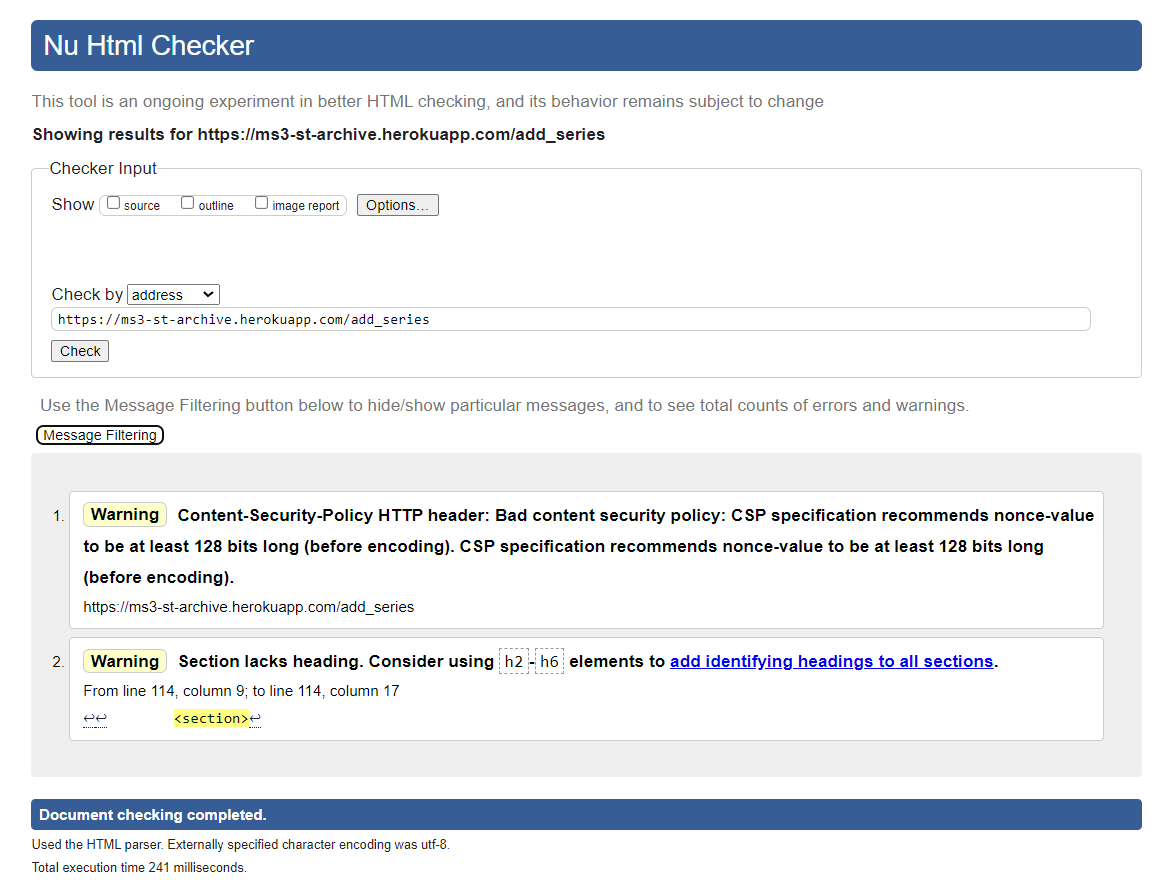 Nu Html Checker
This tool is an ongoing experiment in better HTML checking, and its behavior remains subject to change
Showing results for https://ms3-st-archive.herokuapp.com/add_series
Checker Input
Show source outline image report Options...
Check by address
https://ms3-st-archive.herokuapp.com/add_series
Check
Use the Message Filtering button below to hide/show particular messages, and to see total counts of errors and warnings.
Message Filtering
1. Warning Content-Security-Policy HTTP header: Bad content security policy: CSP specification recommends nonce-value
to be at least 128 bits long (before encoding). CSP specification recommends nonce-value to be at least 128 bits long
(before encoding).
https://ms3-st-archive.herokuapp.com/add_series
2. Warning Section lacks heading. Consider using h2-h6 elements to add identifying headings to all sections.
From line 114, column 9; to line 114, column 17
↩↩ <section>↩
Document checking completed.
Used the HTML parser. Externally specified character encoding was utf-8.
Total execution time 241 milliseconds.